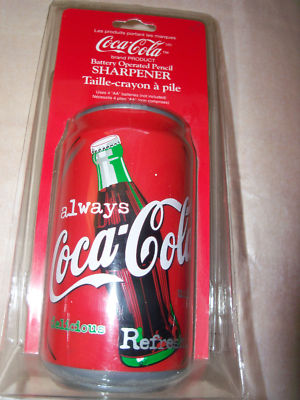 Les produits portant les marques
Coca-Cola
brand PRODUCT
Battery Operated Pencil
SHARPENER
Taille-crayon à pile
Uses 4 "AA" batteries (not included)
Nécessite 4 piles "AA" (non comprises)
always
Coca-Cola
delicious
Refresh